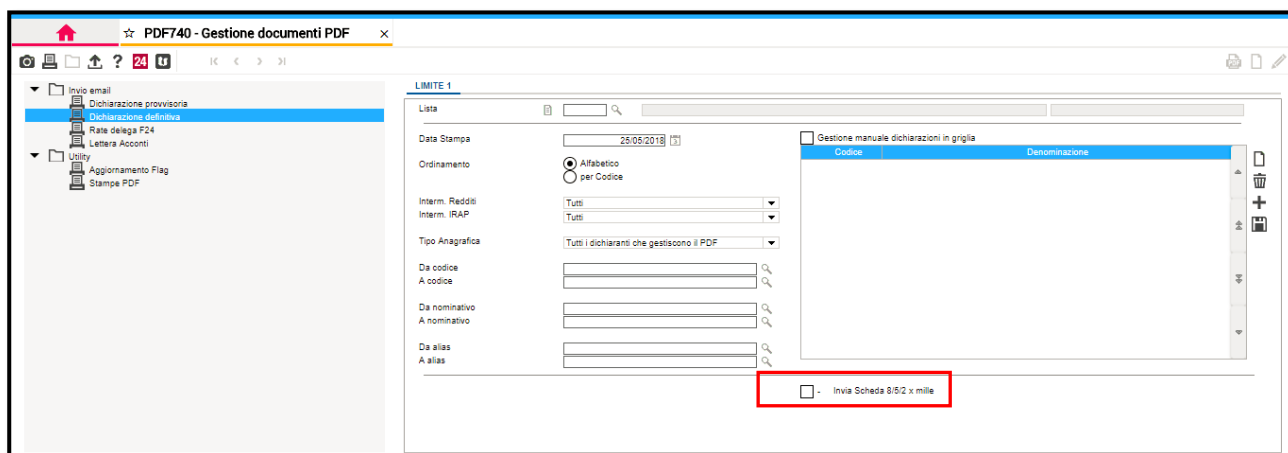 ☆ PDF740 - Gestione documenti PDF ×
? 24
Invio email
Dichiarazione provvisoria
Dichiarazione definitiva
Rate delega F24
Lettera Acconti
Utility
Aggiornamento Flag
Stampe PDF
LIMITE 1
Lista
Data Stampa 25/05/2018
Ordinamento Alfabetico
per Codice
Interm. Redditi Tutti
Interm. IRAP Tutti
Tipo Anagrafica Tutti i dichiaranti che gestiscono il PDF
Da codice
A codice
Da nominativo
A nominativo
Da alias
A alias
Gestione manuale dichiarazioni in griglia
Codice Denominazione
- Invia Scheda 8/5/2 x mille